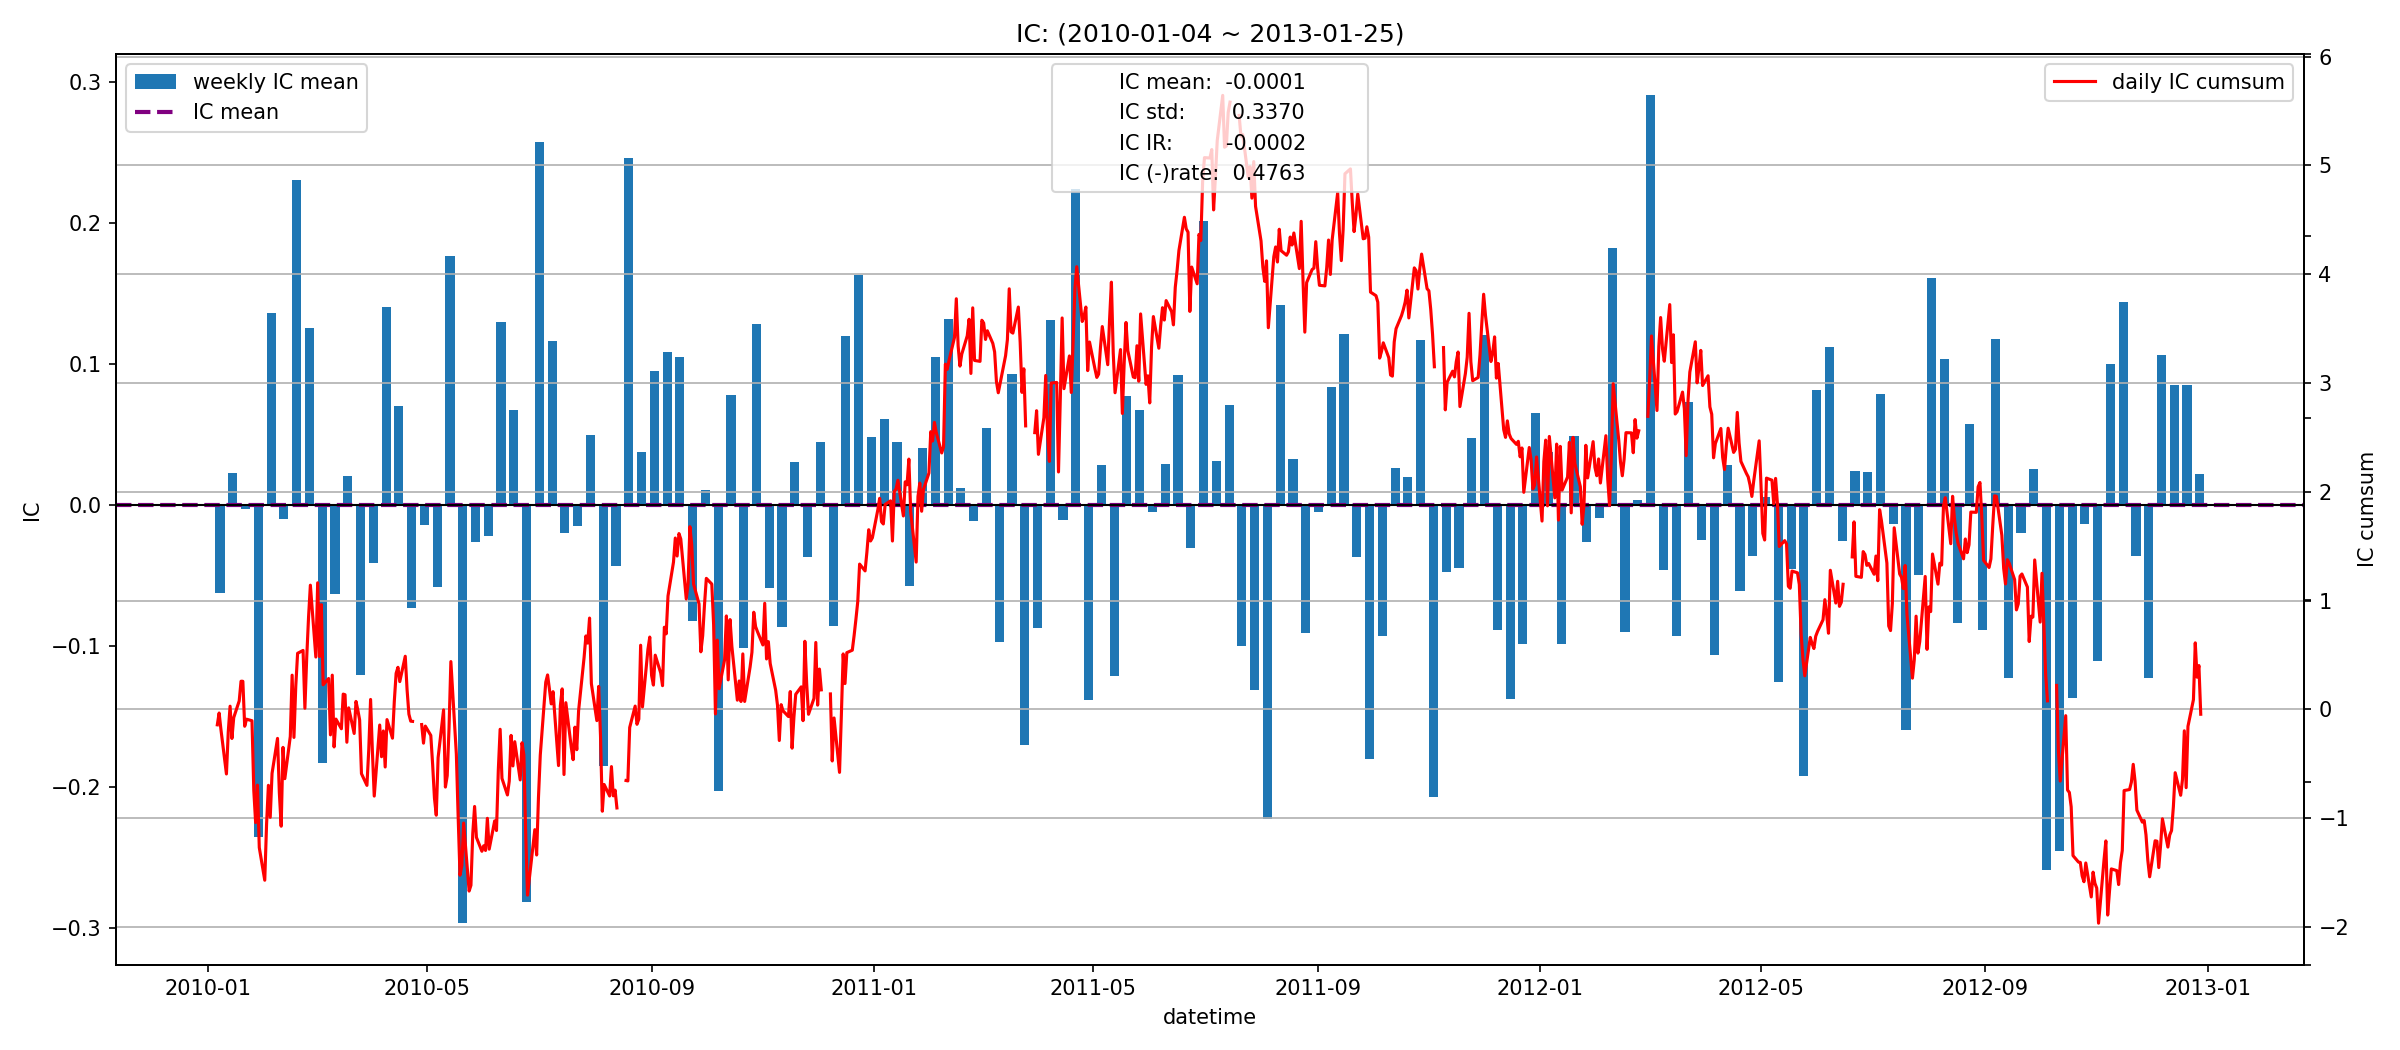 IC: (2010-01-04 ~ 2013-01-25)
weekly IC mean
IC mean
IC mean: -0.0001
IC std: 0.3370
IC IR: -0.0002
IC (-)rate: 0.4763
daily IC cumsum
0.3
0.2
0.1
0.0
−0.1
−0.2
−0.3
IC
6
5
4
3
2
1
0
−1
−2
IC cumsum
2010-01
2010-05
2010-09
2011-01
2011-05
2011-09
2012-01
2012-05
2012-09
2013-01
datetime